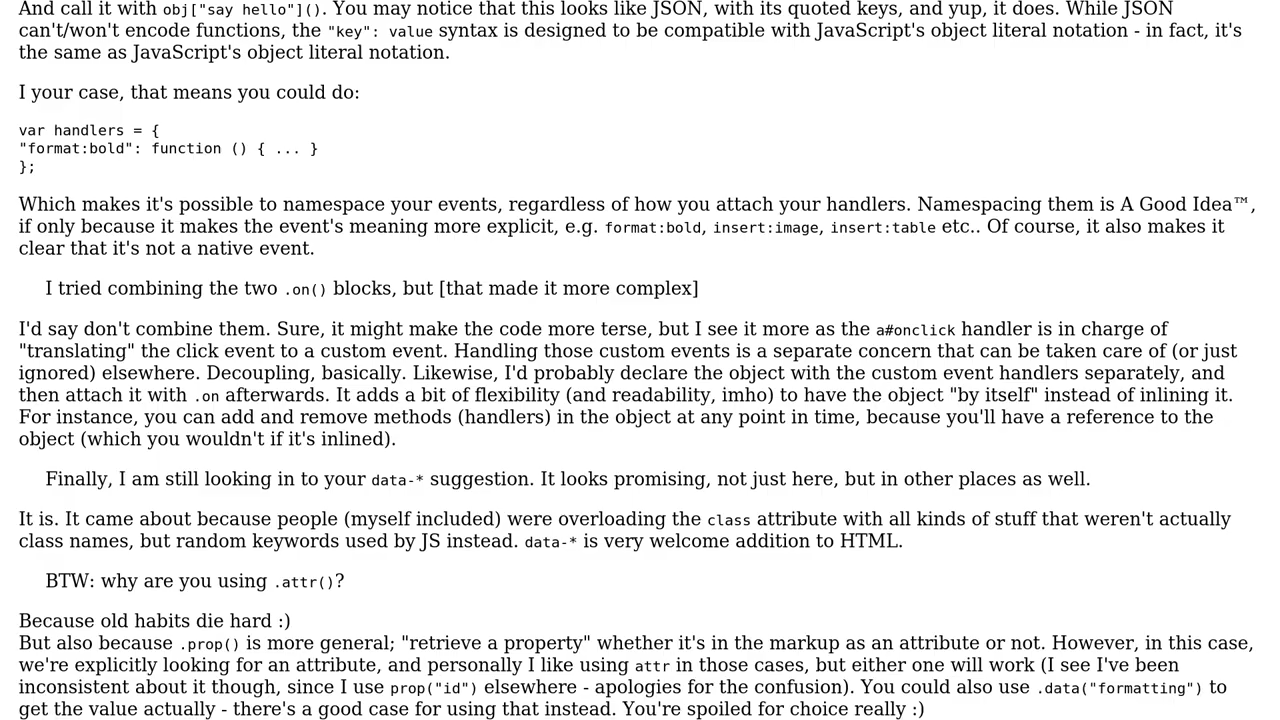 And call it with obj["say hello"](). You may notice that this looks like JSON, with its quoted keys, and yup, it does. While JSON
can't/won't encode functions, the "key": value syntax is designed to be compatible with JavaScript's object literal notation - in fact, it's
the same as JavaScript's object literal notation.
I your case, that means you could do:
var handlers = {
"format:bold": function () { ... }
};
Which makes it's possible to namespace your events, regardless of how you attach your handlers. Namespacing them is A Good Idea™,
if only because it makes the event's meaning more explicit, e.g. format:bold, insert:image, insert:table etc.. Of course, it also makes it
clear that it's not a native event.
I tried combining the two .on() blocks, but [that made it more complex]
I'd say don't combine them. Sure, it might make the code more terse, but I see it more as the a#onclick handler is in charge of
"translating" the click event to a custom event. Handling those custom events is a separate concern that can be taken care of (or just
ignored) elsewhere. Decoupling, basically. Likewise, I'd probably declare the object with the custom event handlers separately, and
then attach it with .on afterwards. It adds a bit of flexibility (and readability, imho) to have the object "by itself" instead of inlining it.
For instance, you can add and remove methods (handlers) in the object at any point in time, because you'll have a reference to the
object (which you wouldn't if it's inlined).
Finally, I am still looking in to your data-* suggestion. It looks promising, not just here, but in other places as well.
It is. It came about because people (myself included) were overloading the class attribute with all kinds of stuff that weren't actually
class names, but random keywords used by JS instead. data-* is very welcome addition to HTML.
BTW: why are you using .attr()?
Because old habits die hard :)
But also because .prop() is more general; "retrieve a property" whether it's in the markup as an attribute or not. However, in this case,
we're explicitly looking for an attribute, and personally I like using attr in those cases, but either one will work (I see I've been
inconsistent about it though, since I use prop("id") elsewhere - apologies for the confusion). You could also use .data("formatting") to
get the value actually - there's a good case for using that instead. You're spoiled for choice really :)